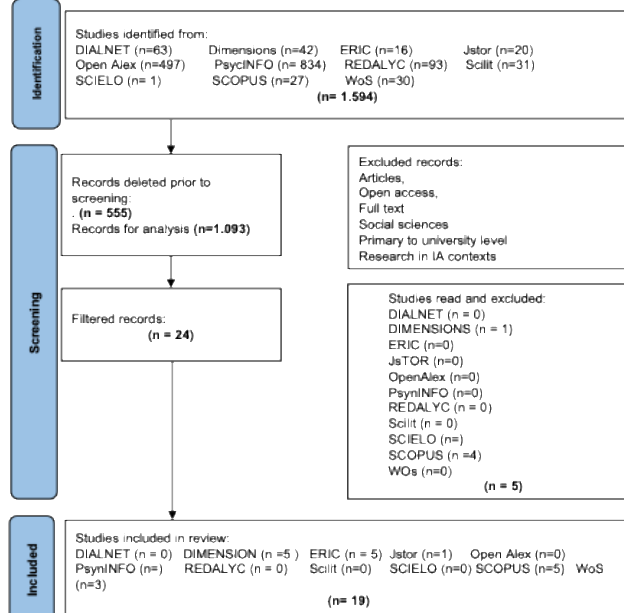 Identification
Studies identified from:
DIALNET (n=63) Dimensions (n=42) ERIC (n=16) Jstor (n=20)
Open Alex (n=497) PsycINFO (n= 834) REDALYC (n=93) Scilit (n=31)
SCIELO (n= 1) SCOPUS (n=27) WoS (n=30)
(n= 1.594)
Screening
Records deleted prior to
screening:
. (n = 555)
Records for analysis (n=1.093)
Excluded records:
Articles,
Open access,
Full text
Social sciences
Primary to university level
Research in IA contexts
Filtered records:
(n = 24)
Studies read and excluded:
DIALNET (n = 0)
DIMENSIONS (n = 1)
ERIC (n=0)
JsTOR (n=0)
OpenAlex (n=0)
PsynINFO (n=0)
REDALYC (n = 0)
Scilit (n = 0)
SCIELO (n=)
SCOPUS (n =4)
WOs (n=0)
(n = 5)
Included
Studies included in review:
DIALNET (n = 0) DIMENSION (n =5 ) ERIC (n = 5) Jstor (n=1) Open Alex (n=0)
PsynINFO (n=) REDALYC (n = 0) Scilit (n=0) SCIELO (n=0) SCOPUS (n=5) WoS
(n=3)
(n= 19)